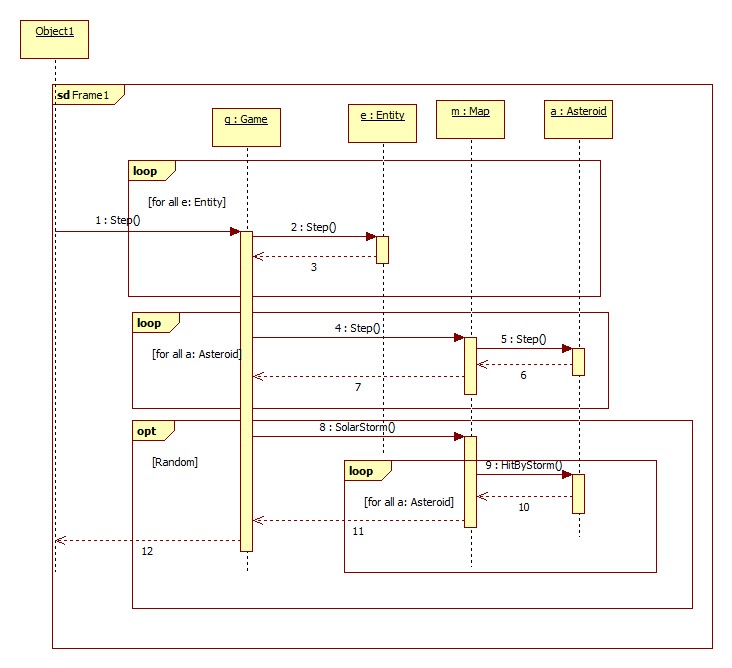 Object1
sd Frame1
g : Game
e : Entity
m : Map
a : Asteroid
loop
[for all e: Entity]
1 : Step()
2 : Step()
3
loop
4 : Step()
5 : Step()
[for all a: Asteroid]
6
7
opt
8 : SolarStorm()
[Random]
loop
9 : HitByStorm()
[for all a: Asteroid]
10
11
12